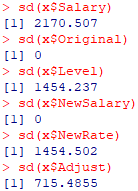 > sd(x$Salary)
[1] 2170.507
> sd(x$Original)
[1] 0
> sd(x$Level)
[1] 1454.237
> sd(x$NewSalary)
[1] 0
> sd(x$NewRate)
[1] 1454.502
> sd(x$Adjust)
[1] 715.4855